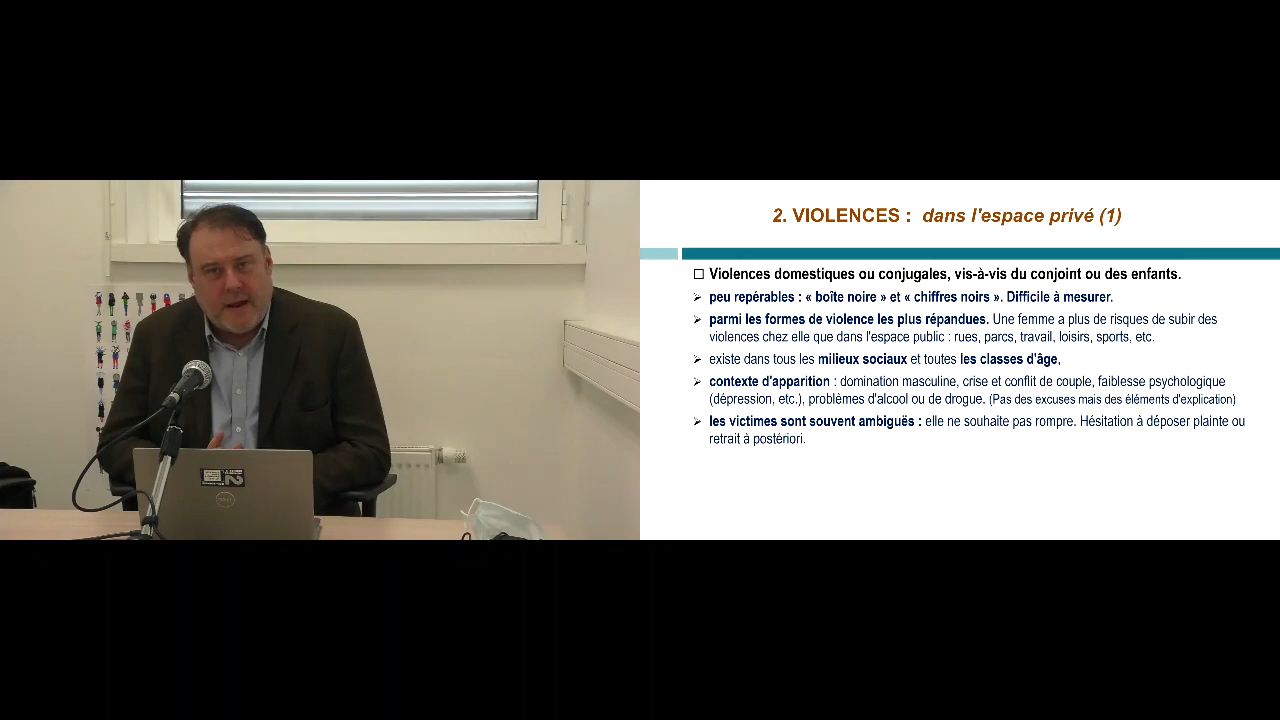 2. VIOLENCES : dans l'espace privé (1)
Violences domestiques ou conjugales, vis-à-vis du conjoint ou des enfants.
peu repérables : « boîte noire » et « chiffres noirs ». Difficile à mesurer.
parmi les formes de violence les plus répandues. Une femme a plus de risques de subir des
violences chez elle que dans l'espace public : rues, parcs, travail, loisirs, sports, etc.
existe dans tous les milieux sociaux et toutes les classes d'âge,
contexte d'apparition : domination masculine, crise et conflit de couple, faiblesse psychologique
(dépression, etc.), problèmes d'alcool ou de drogue. (Pas des excuses mais des éléments d'explication)
les victimes sont souvent ambiguës : elle ne souhaite pas rompre. Hésitation à déposer plainte ou
retrait à postériori.
DELL